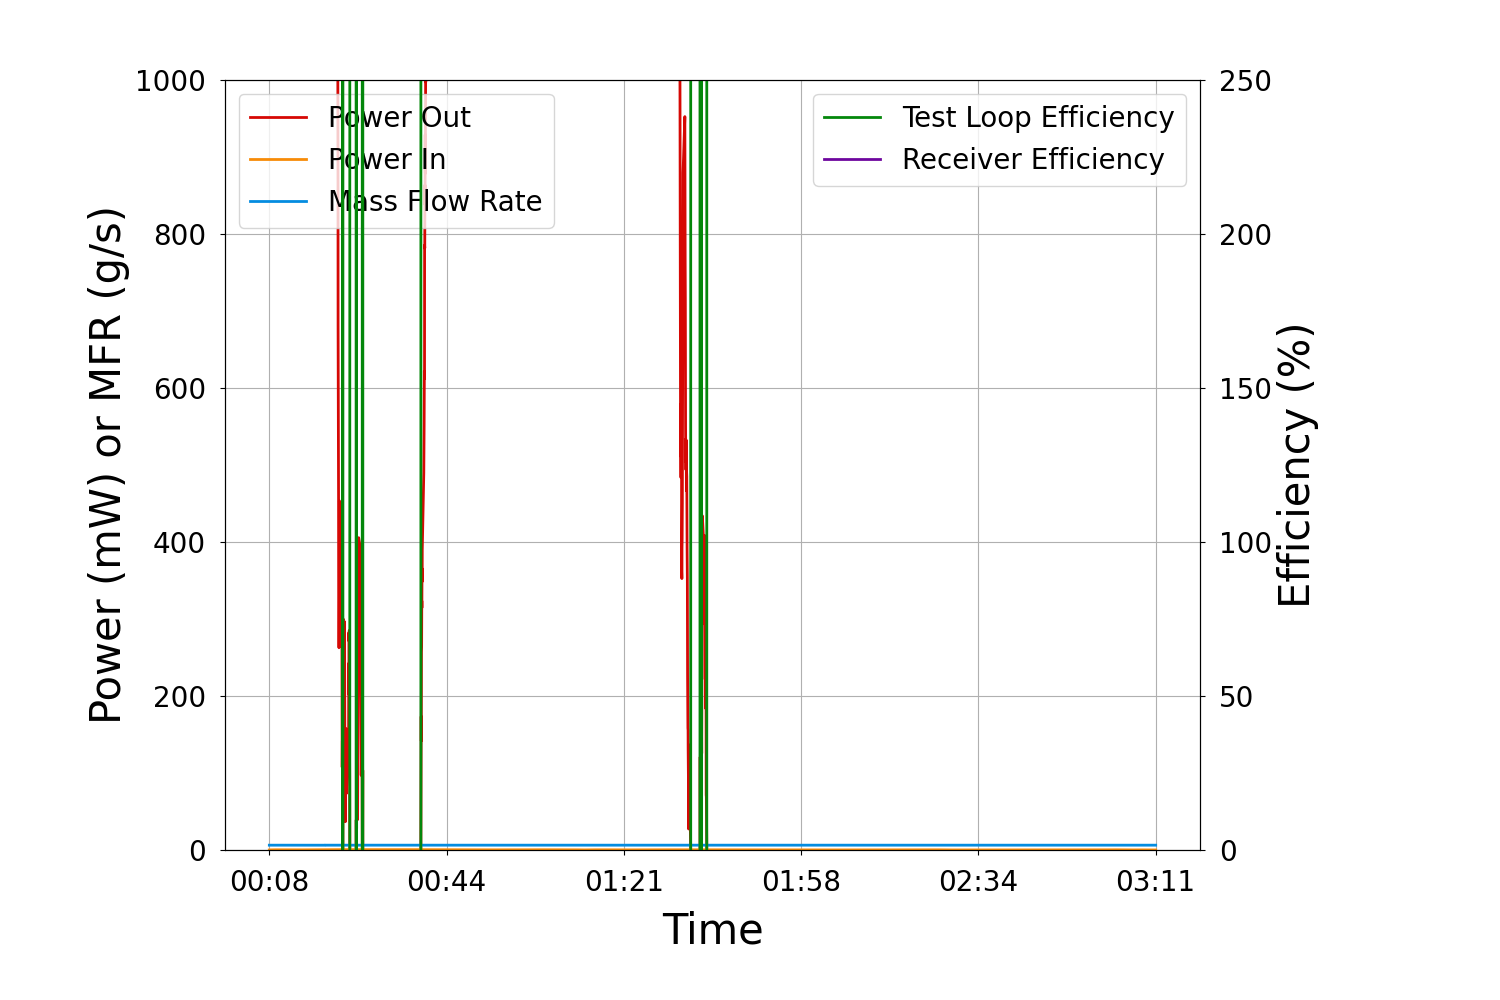 1000
800
600
400
200
0
Power (mW) or MFR (g/s)
Power Out
Power In
Mass Flow Rate
Test Loop Efficiency
Receiver Efficiency
250
200
150
100
50
0
Efficiency (%)
00:08 00:44 01:21 01:58 02:34 03:11
Time